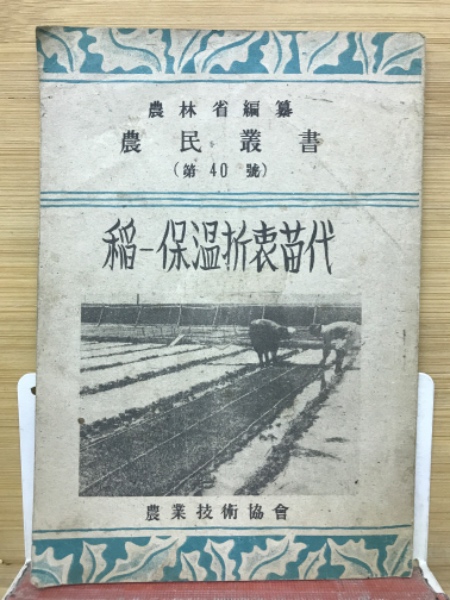 農林省編纂
農民叢書
(第40號)
稲―保温折衷苗代
農業技術協會